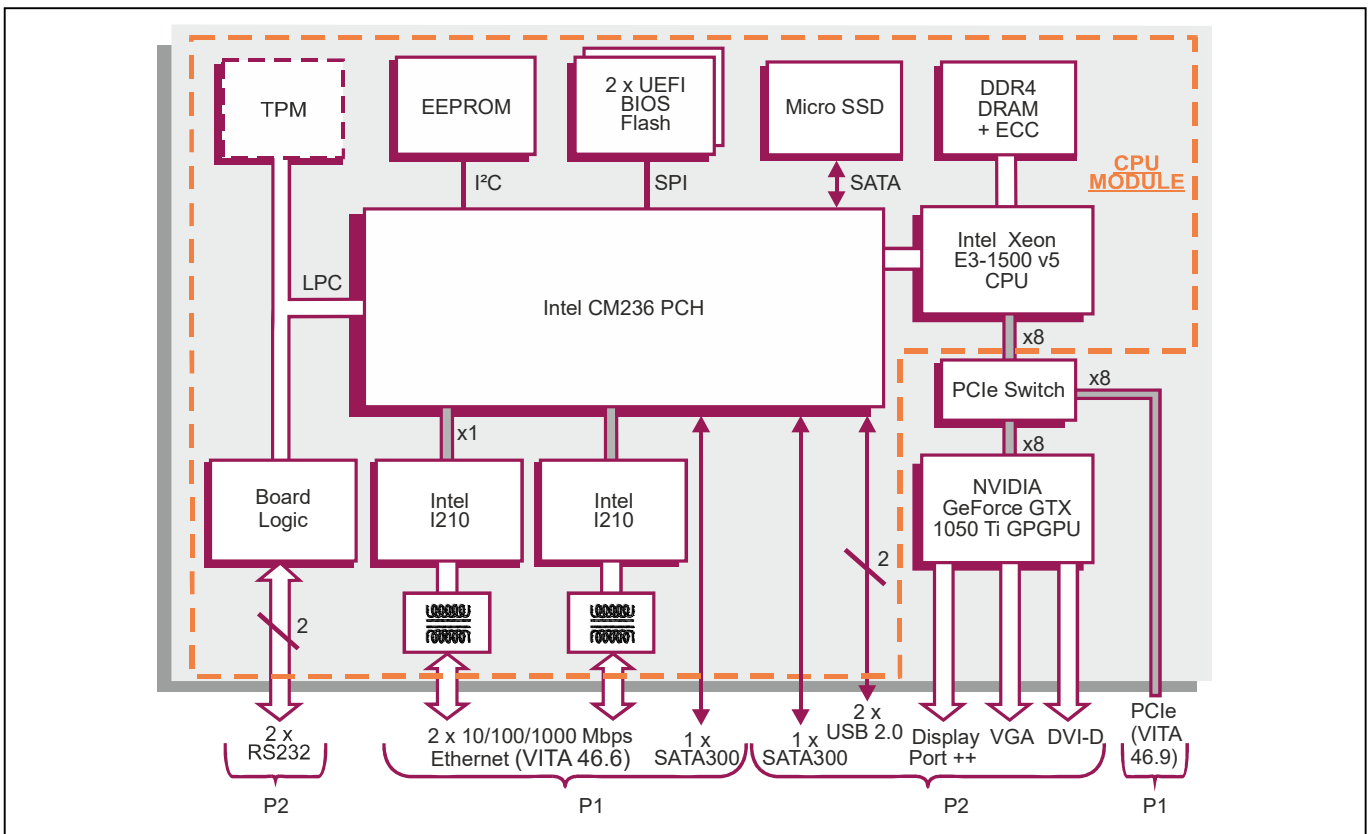 TPM
EEPROM
2 x UEFI
BIOS
Flash
Micro SSD
DDR4
DRAM
+ ECC
CPU
MODULE
I²C
SPI
SATA
Intel Xeon
E3-1500 v5
CPU
LPC
Intel CM236 PCH
x8
PCIe Switch
x8
x1
x8
Board
Logic
Intel
I210
Intel
I210
NVIDIA
GeForce GTX
1050 Ti GPGPU
2
2
2 x
RS232
2 x 10/100/1000 Mbps
Ethernet (VITA 46.6)
1 x
SATA300
1 x
SATA300
2 x
USB 2.0
Display
Port ++
VGA
DVI-D
PCIe
(VITA
46.9)
P2
P1
P2
P1